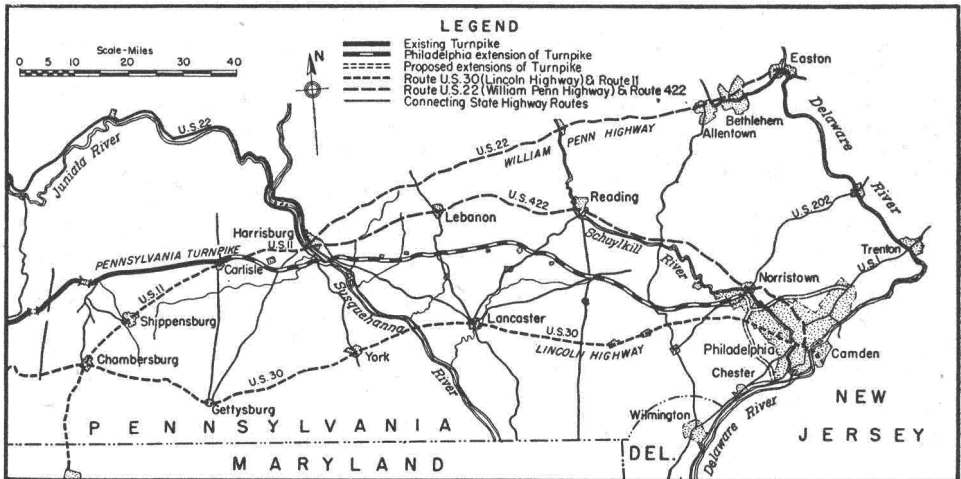 LEGEND
Existing Turnpike
Philadelphia extension of Turnpike
Proposed extensions of Turnpike
Route U.S.30(Lincoln Highway) & Route 11
Route U.S.22(William Penn Highway) & Route 422
Connecting State Highway Routes
Scale-Miles
0 10 20 30 40
N
Easton
Bethlehem
Allentown
Delaware
River
U.S.22
Juniata River
U.S.22
WILLIAM PENN HIGHWAY
Reading
U.S.422
Lebanon
Schuylkill
River
U.S.202
Trenton
U.S.1
Harrisburg
U.S.11
PENNSYLVANIA TURNPIKE
Carlisle
Norristown
U.S.11
Shippensburg
Susquehanna
River
Lancaster
U.S.30
LINCOLN HIGHWAY
Philadelphia
Camden
Chambersburg
York
Chester
U.S.30
Gettysburg
Wilmington
Delaware River
NEW
JERSEY
PENNSYLVANIA
MARYLAND
DEL.